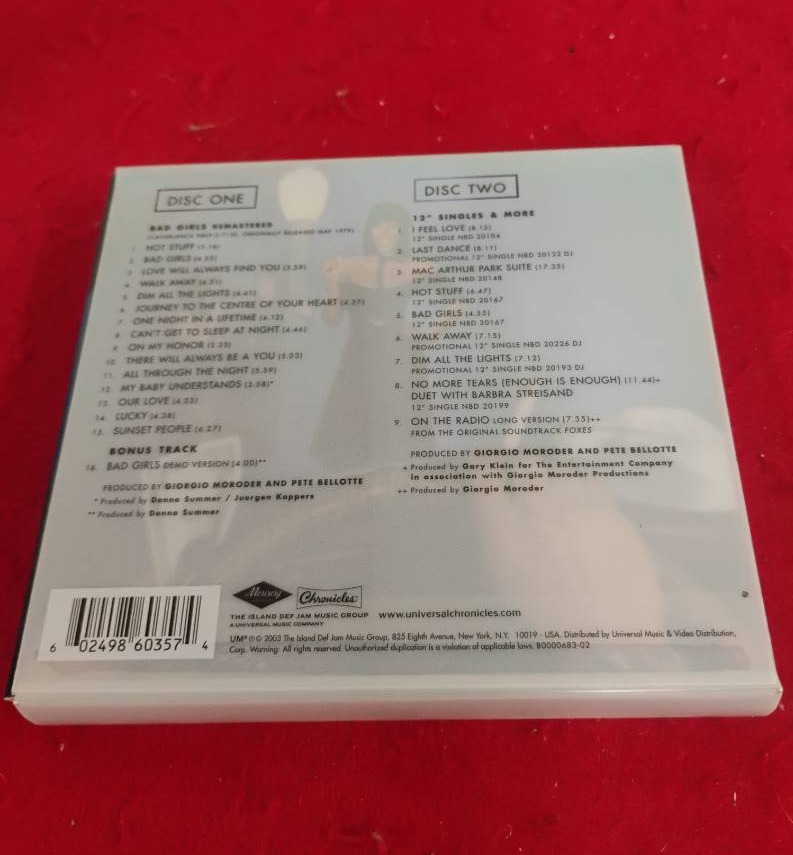 DISC ONE
BAD GIRLS REMASTERED
(CASABLANCA NBLP-2-7150, ORIGINALLY RELEASED MAY 1979)
1. HOT STUFF (5.14)
2. BAD GIRLS (4.55)
3. LOVE WILL ALWAYS FIND YOU (3.59)
4. WALK AWAY (4.31)
5. DIM ALL THE LIGHTS (4.41)
6. JOURNEY TO THE CENTRE OF YOUR HEART (4.37)
7. ONE NIGHT IN A LIFETIME (4.12)
8. CAN'T GET TO SLEEP AT NIGHT (4.46)
9. ON MY HONOR (3.32)
10. THERE WILL ALWAYS BE A YOU (5.03)
11. ALL THROUGH THE NIGHT (5.59)
12. MY BABY UNDERSTANDS (3.58)*
13. OUR LOVE (4.52)
14. LUCKY (4.38)
15. SUNSET PEOPLE (6.27)
BONUS TRACK
16. BAD GIRLS DEMO VERSION (4.00)**
PRODUCED BY GIORGIO MORODER AND PETE BELLOTTE
* Produced by Donna Summer / Juergen Koppers
** Produced by Donna Summer
DISC TWO
12" SINGLES & MORE
1. I FEEL LOVE (8.15)
12" SINGLE NBD 20104
2. LAST DANCE (8.11)
PROMOTIONAL 12" SINGLE NBD 20122 DJ
3. MAC ARTHUR PARK SUITE (17.35)
12" SINGLE NBD 20148
4. HOT STUFF (6.47)
12" SINGLE NBD 20167
5. BAD GIRLS (4.55)
12" SINGLE NBD 20167
6. WALK AWAY (7.15)
PROMOTIONAL 12" SINGLE NBD 20226 DJ
7. DIM ALL THE LIGHTS (7.12)
PROMOTIONAL 12" SINGLE NBD 20193 DJ
8. NO MORE TEARS (ENOUGH IS ENOUGH) (11.44)+
DUET WITH BARBRA STREISAND
12" SINGLE NBD 20199
9. ON THE RADIO LONG VERSION (7 35)++
FROM THE ORIGINAL SOUNDTRACK FOXES
PRODUCED BY GIORGIO MORODER AND PETE BELLOTTE
+ Produced by Gary Klein for The Entertainment Company
in association with Giorgio Moroder Productions
++ Produced by Giorgio Moroder
6 02498 60357 4
Mercury
Chronicles
THE ISLAND DEF JAM MUSIC GROUP
A UNIVERSAL MUSIC COMPANY
www.universalchronicles.com
UM® ℗ © 2003 The Island Def Jam Music Group, 825 Eighth Avenue, New York, N.Y. 10019 - USA. Distributed by Universal Music & Video Distribution,
Corp. Warning. All rights reserved. Unauthorized duplication is a violation of applicable laws. B0000683-02